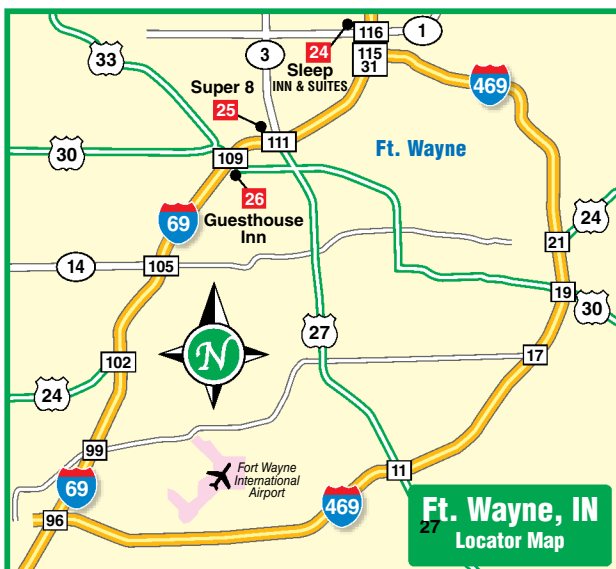 116
1
33
3
24
Sleep
INN & SUITES
115
31
469
Super 8
25
111
30
109
Ft. Wayne
26
Guesthouse
Inn
69
24
21
14
105
19
30
27
17
102
N
24
99
11
Fort Wayne
International
Airport
69
469
96
Ft. Wayne, IN
27
Locator Map